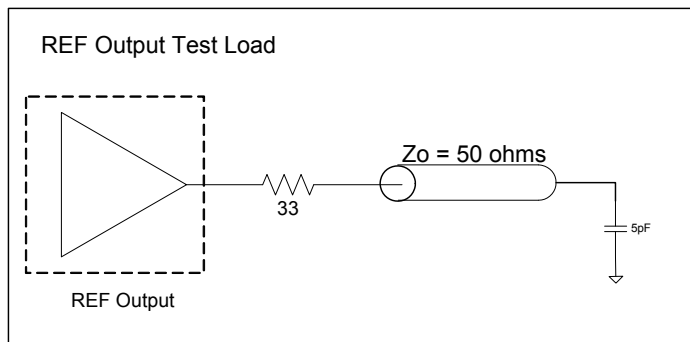 REF Output Test Load
Zo = 50 ohms
33
5pF
REF Output